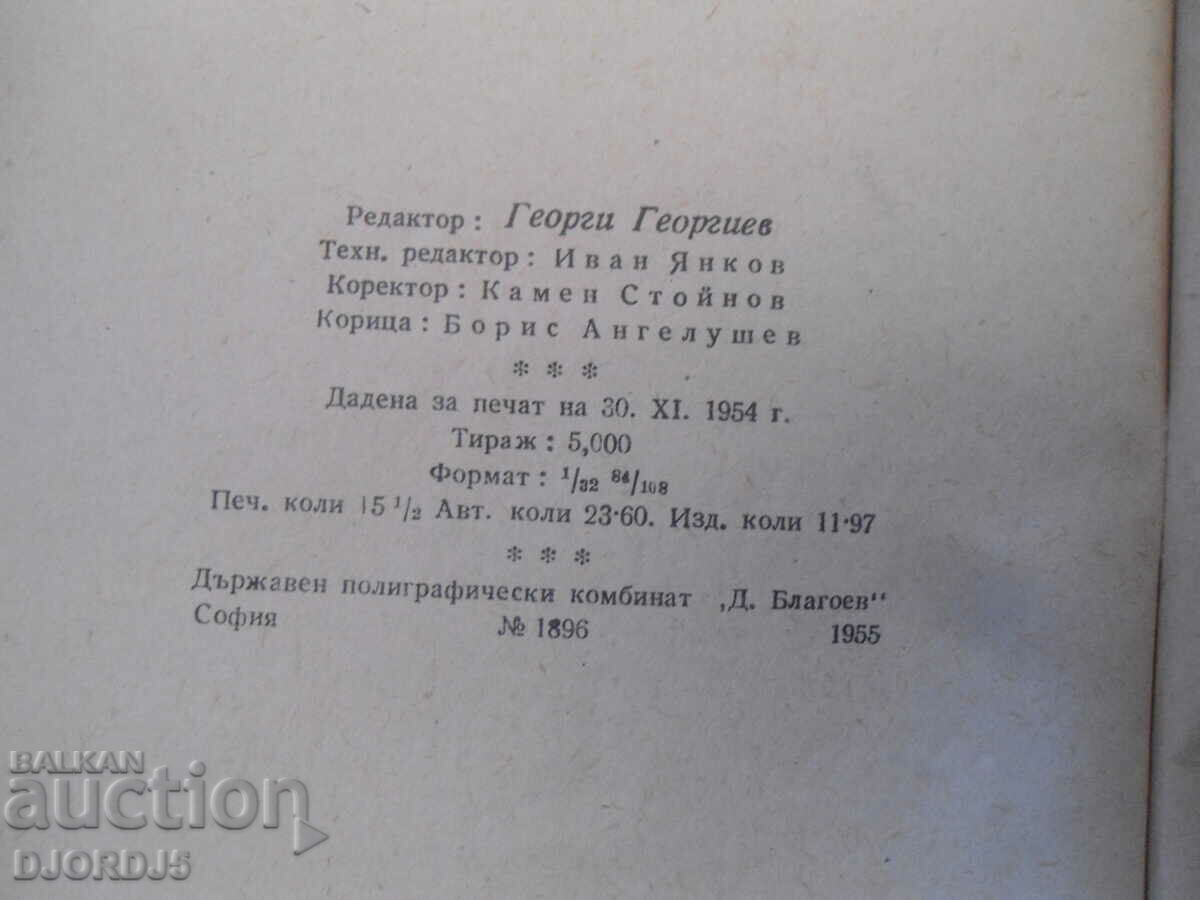 Редактор: Георги Георгиев
Техн. редактор: Иван Янков
Коректор: Камен Стойнов
Корица: Борис Ангелушев
* * *
Дадена за печат на 30. XI. 1954 г.
Тираж: 5,000
Формат: 1/32 84/108
Печ. коли 15 1/2 Авт. коли 23·60. Изд. коли 11·97
* * *
Държавен полиграфически комбинат „Д. Благоев"
София № 1896 1955
BALKAN
auction
DJORDJ5